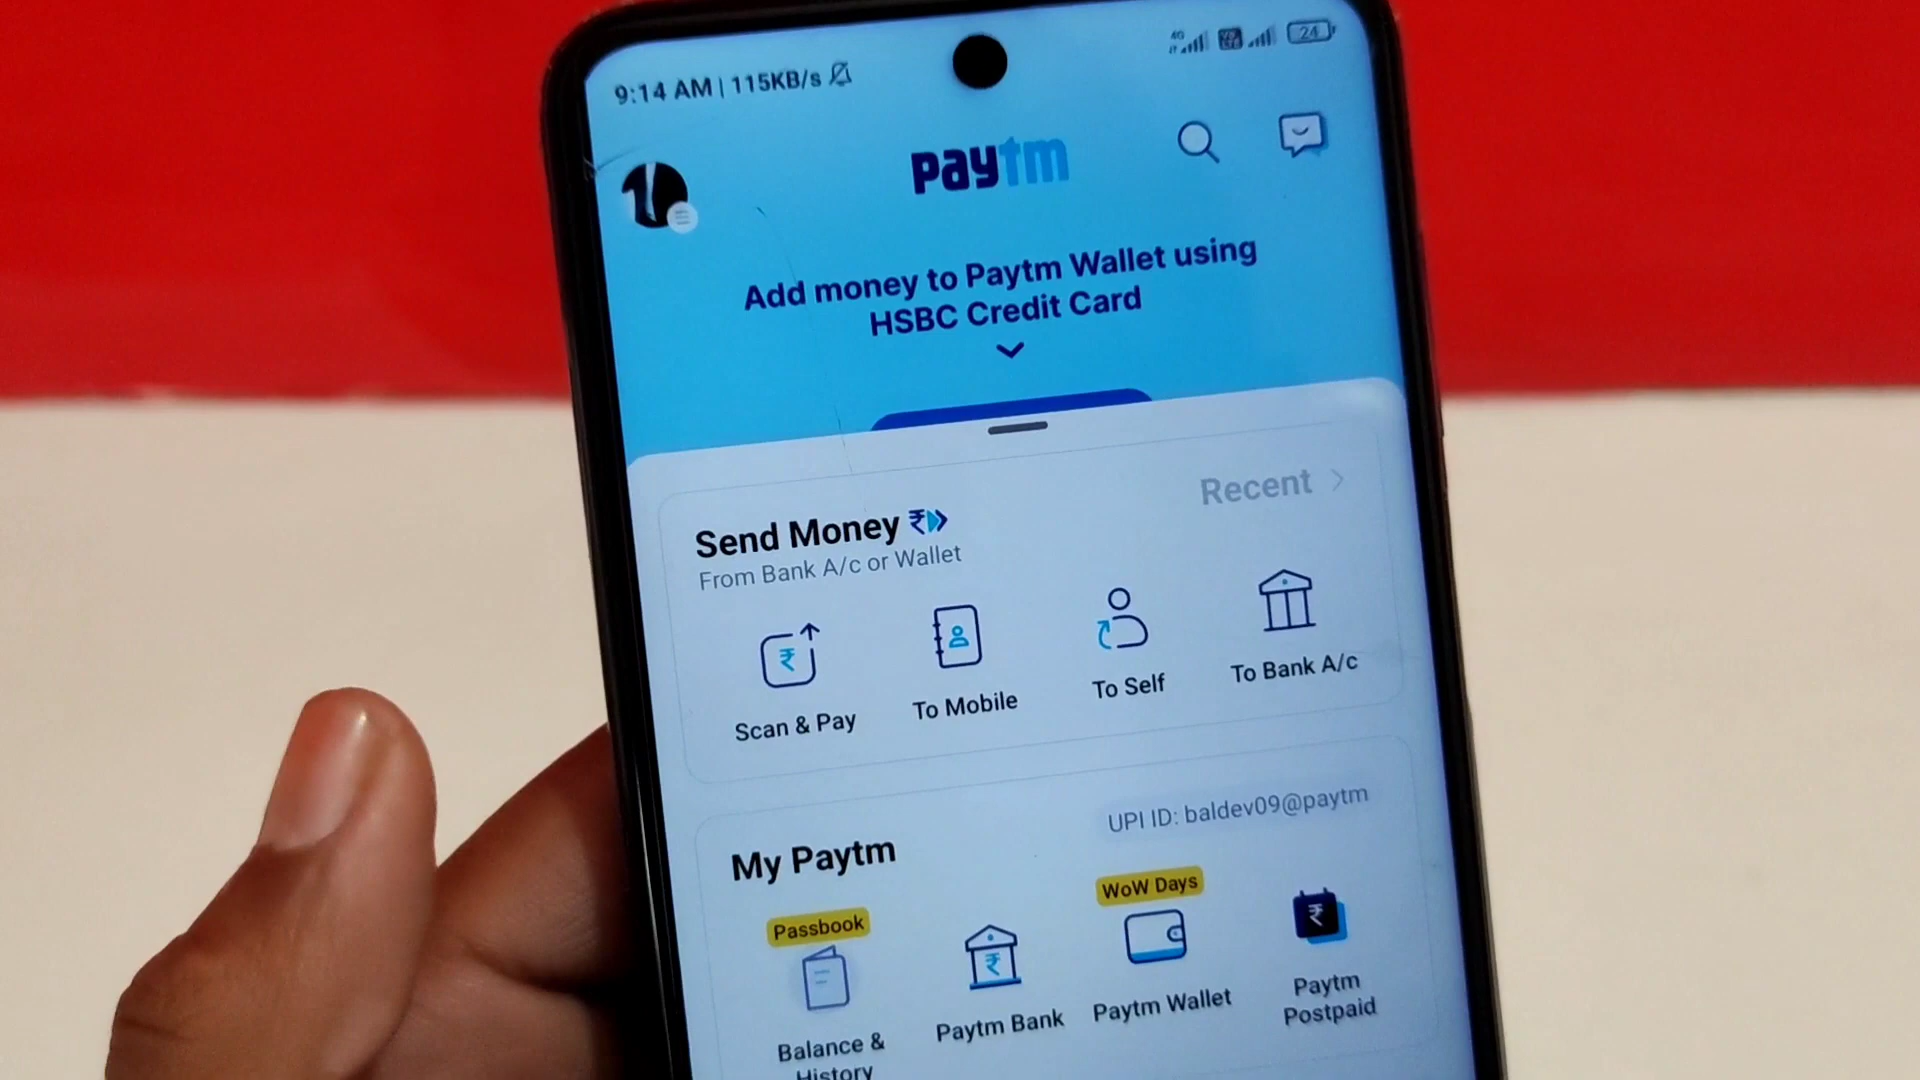 9:14 AM | 115KB/s
4G
24
paytm
Add money to Paytm Wallet using
HSBC Credit Card
Send Money
Recent
From Bank A/c or Wallet
Scan & Pay
To Mobile
To Self
To Bank A/c
My Paytm
UPI ID: baldev09@paytm
Passbook
WoW Days
Balance &
History
Paytm Bank
Paytm Wallet
Paytm
Postpaid